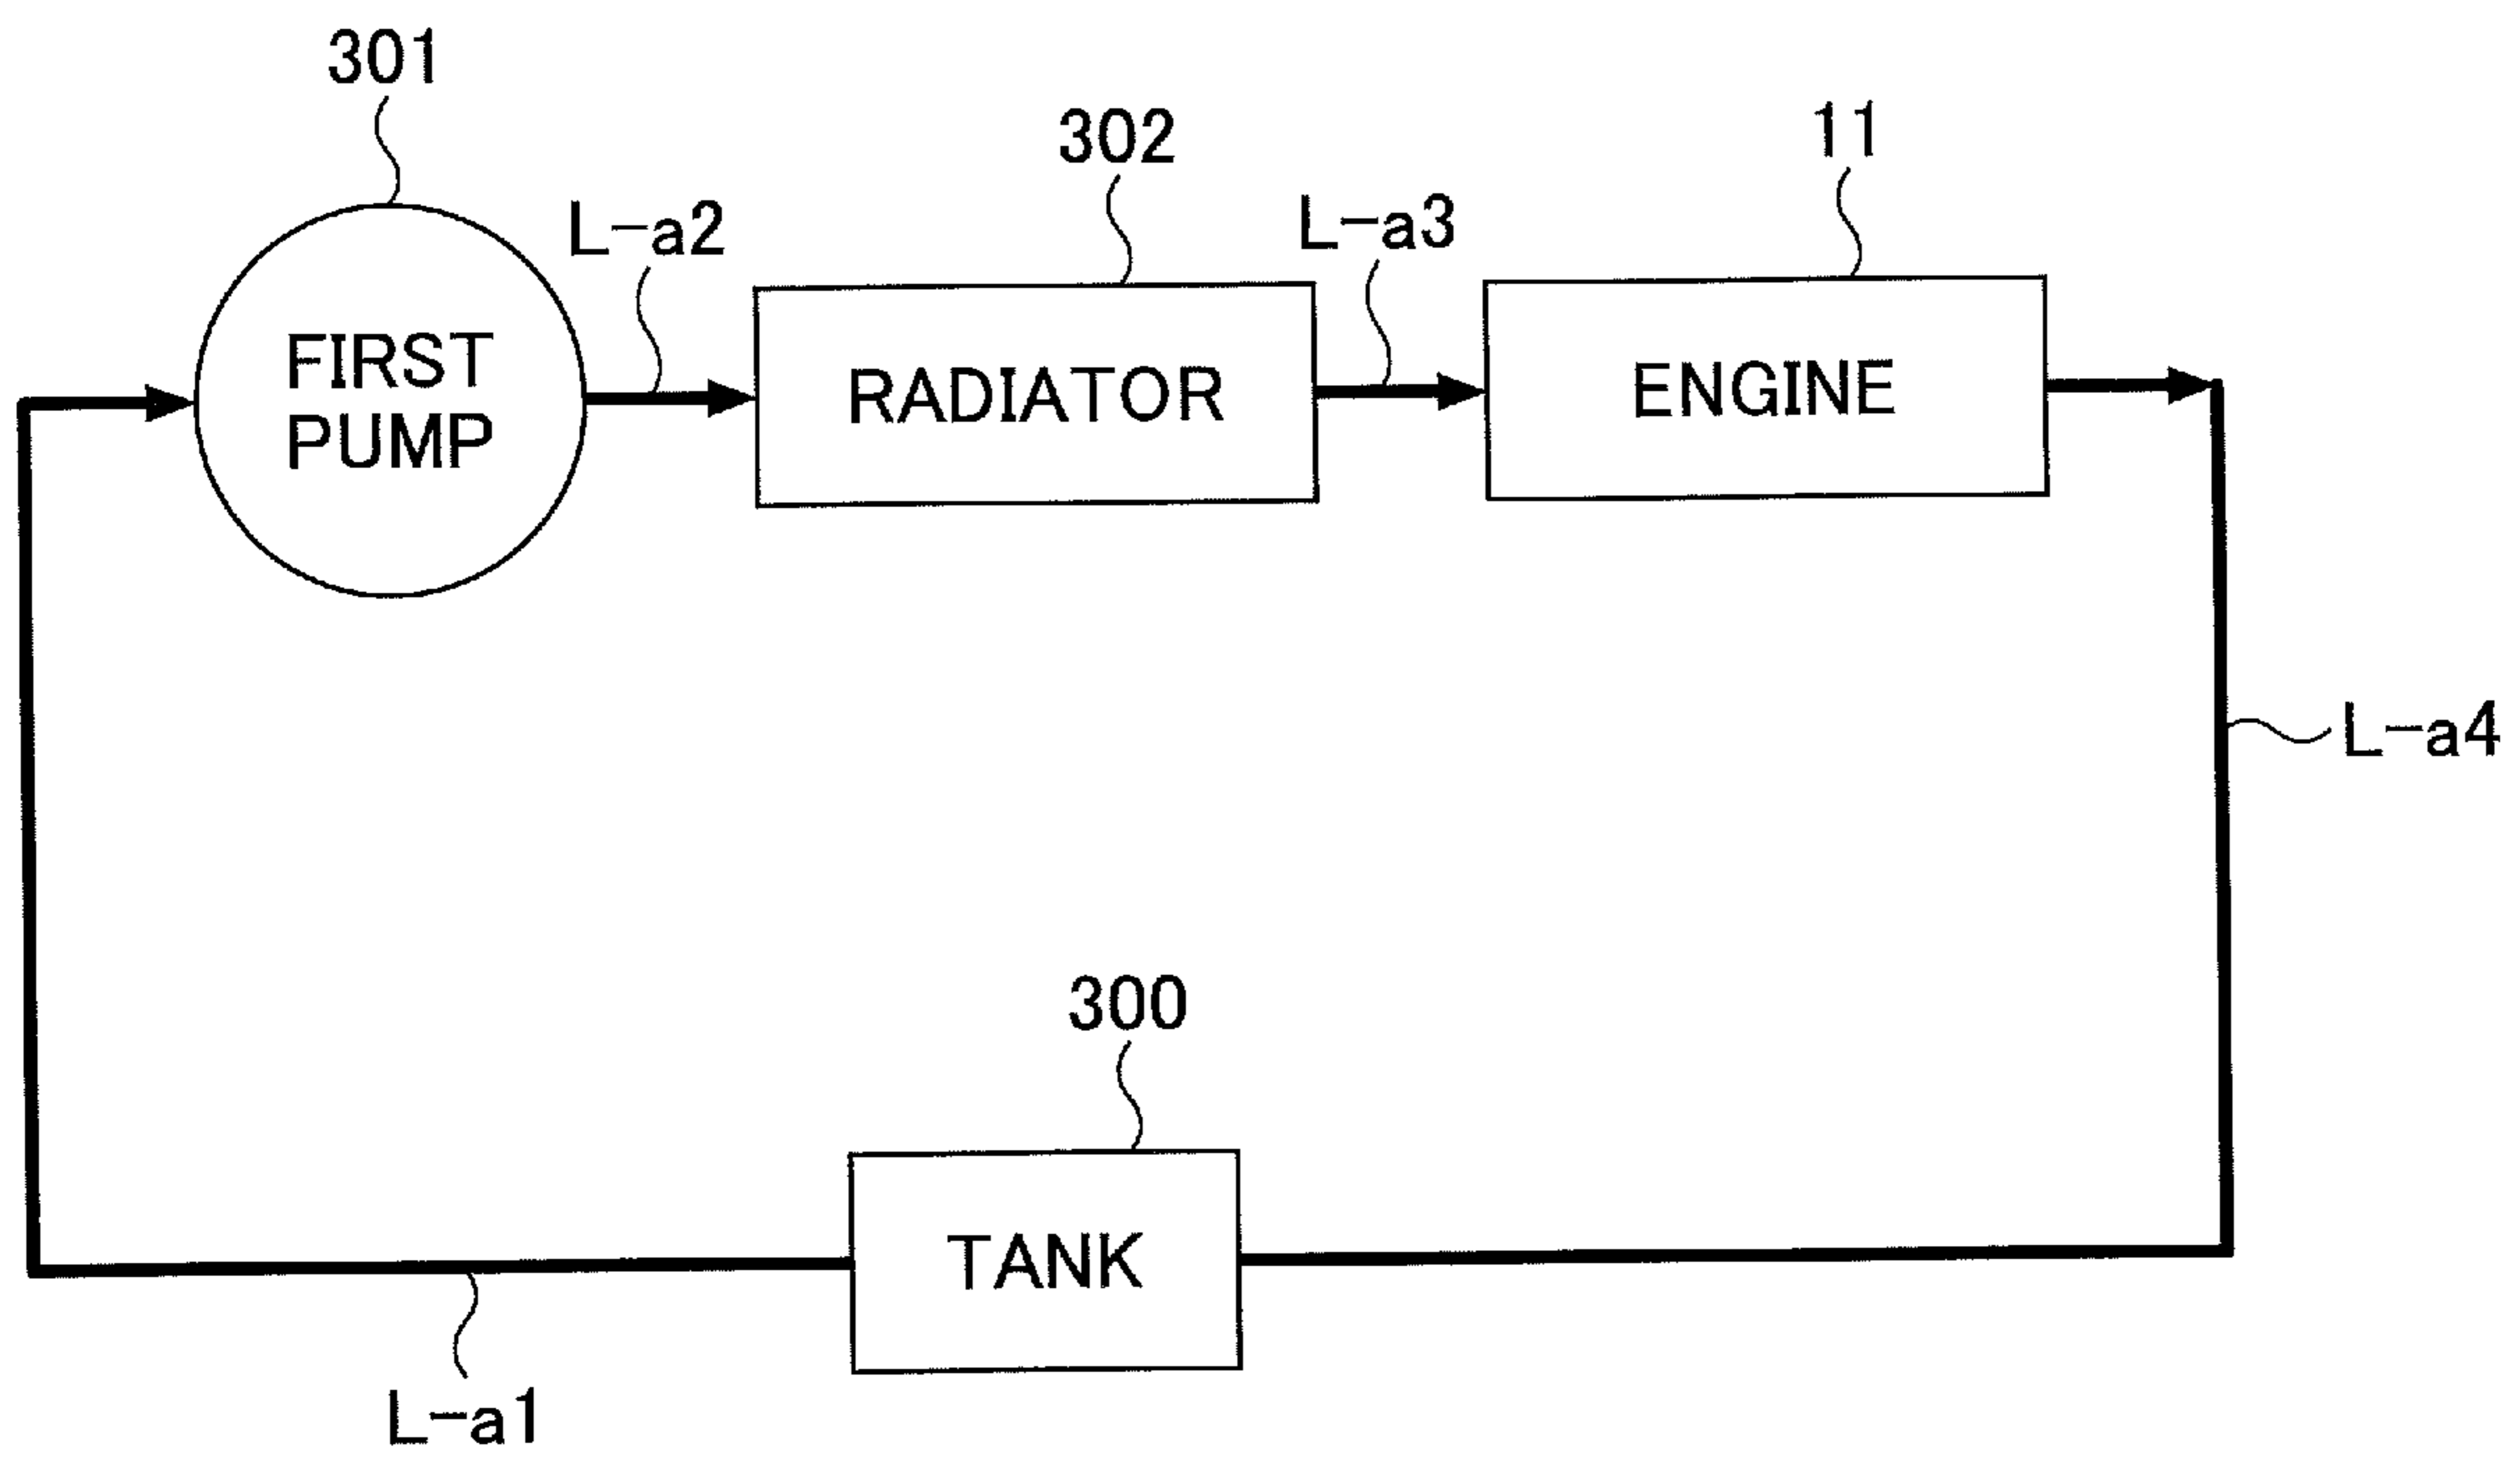 301
302
11
L-a2
L-a3
FIRST
PUMP
RADIATOR
ENGINE
L-a4
300
TANK
L-a1